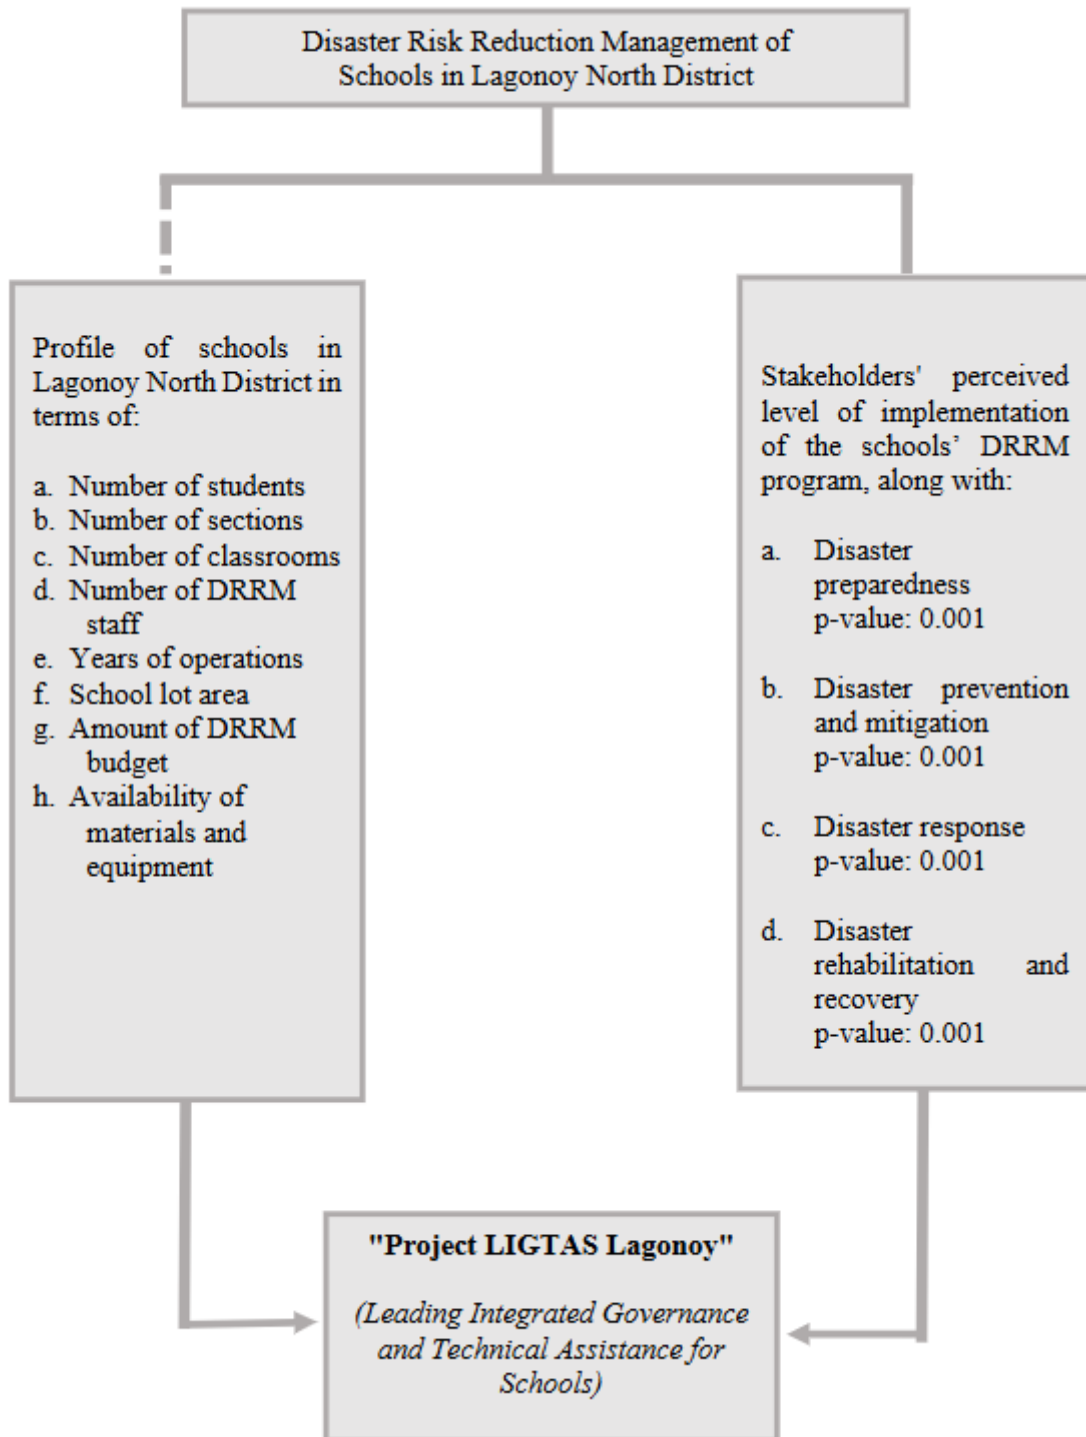 Disaster Risk Reduction Management of
Schools in Lagonoy North District
Profile of schools in
Lagonoy North District in
terms of:
a. Number of students
b. Number of sections
c. Number of classrooms
d. Number of DRRM
staff
e. Years of operations
f. School lot area
g. Amount of DRRM
budget
h. Availability of
materials and
equipment
Stakeholders' perceived
level of implementation
of the schools’ DRRM
program, along with:
a. Disaster
preparedness
p-value: 0.001
b. Disaster prevention
and mitigation
p-value: 0.001
c. Disaster response
p-value: 0.001
d. Disaster
rehabilitation and
recovery
p-value: 0.001
"Project LIGTAS Lagonoy"
(Leading Integrated Governance
and Technical Assistance for
Schools)